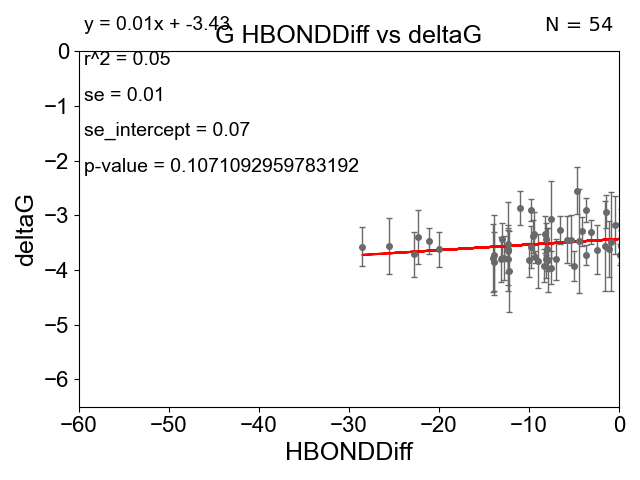 y = 0.01x + -3.43
N = 54
G HBONDDiff vs deltaG
r^2 = 0.05
se = 0.01
se_intercept = 0.07
p-value = 0.1071092959783192
0
−1
−2
−3
−4
−5
−6
deltaG
−60 −50 −40 −30 −20 −10 0
HBONDDiff